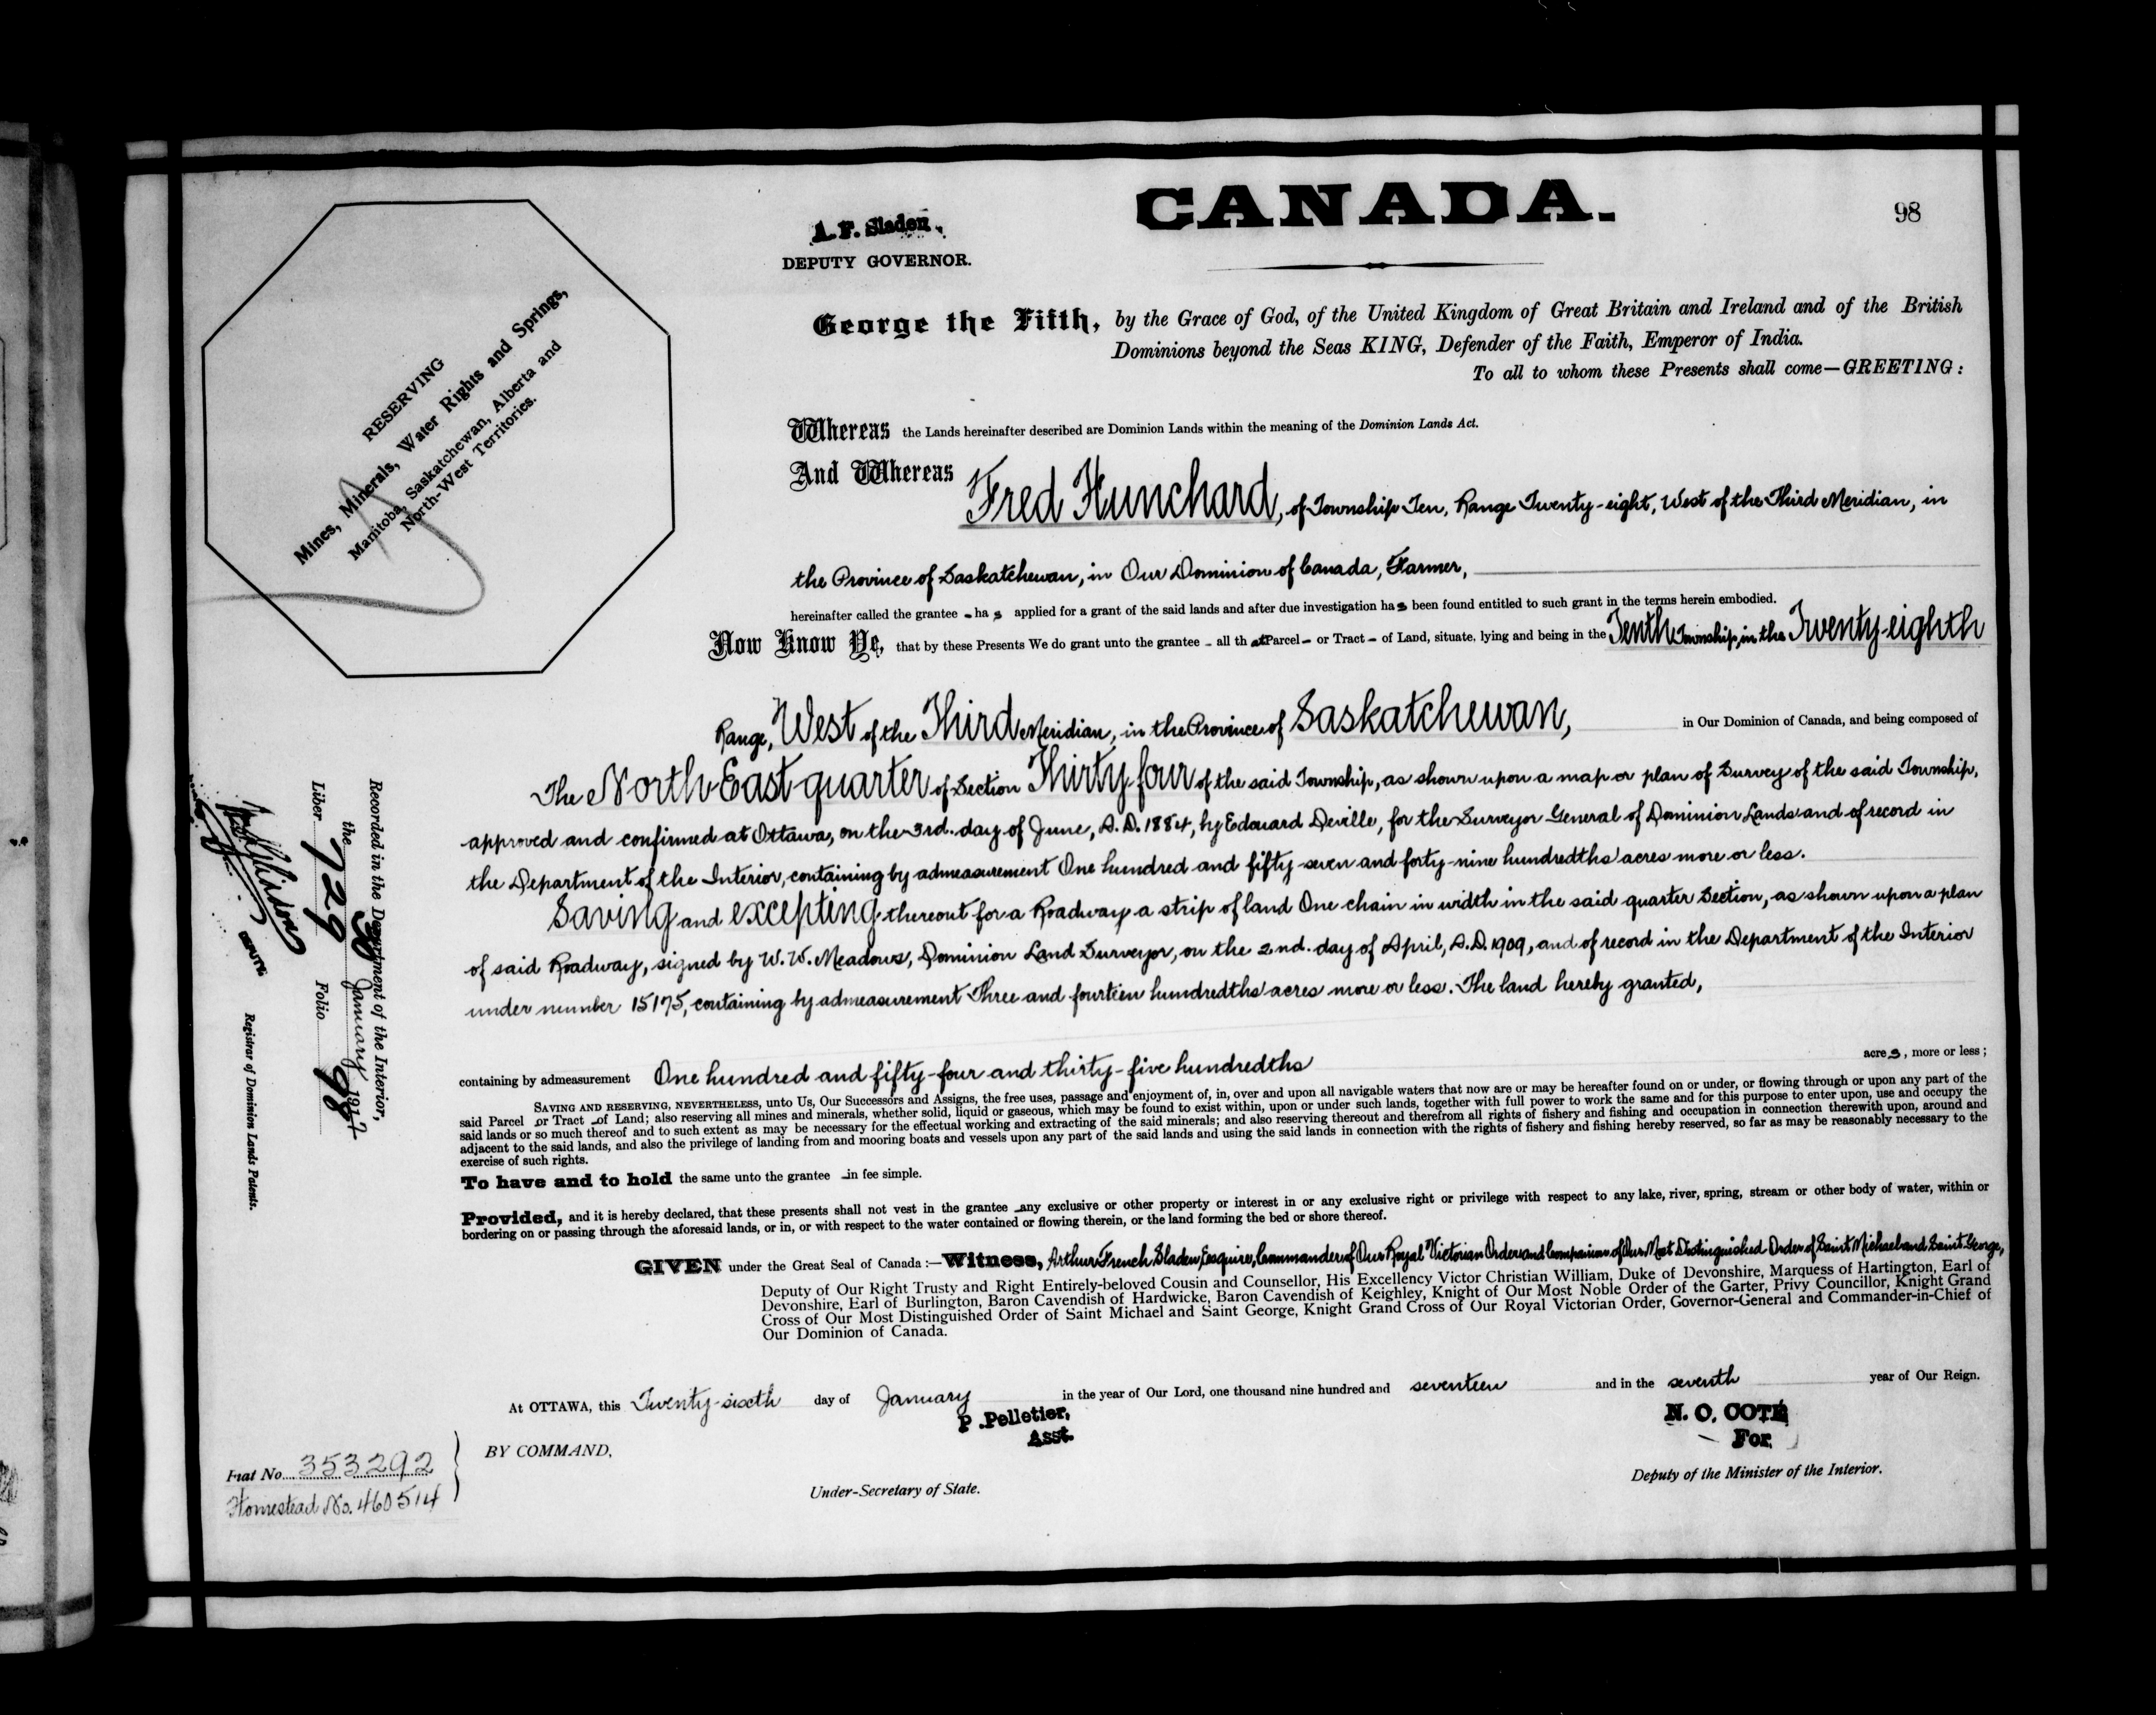 CANADA.
98
A. F. Sladen,
DEPUTY GOVERNOR.
RESERVING
Mines, Minerals, Water Rights and Springs,
Manitoba, Saskatchewan, Alberta and
North-West Territories.
George the Fifth, by the Grace of God, of the United Kingdom of Great Britain and Ireland and of the British
Dominions beyond the Seas KING, Defender of the Faith, Emperor of India.
To all to whom these Presents shall come—GREETING:
Whereas the Lands hereinafter described are Dominion Lands within the meaning of the Dominion Lands Act.
And Whereas Fred Hunchard, of Township Ten, Range Twenty-eight, West of the Third Meridian, in
the Province of Saskatchewan, in Our Dominion of Canada, Farmer,
hereinafter called the grantee - has applied for a grant of the said lands and after due investigation has been found entitled to such grant in the terms herein embodied.
Now Know Ye, that by these Presents We do grant unto the grantee - all that Parcel - or Tract - of Land, situate, lying and being in the Tenth Township, in the Twenty-eighth
Range, West of the Third Meridian, in the Province of Saskatchewan, in Our Dominion of Canada, and being composed of
The North East quarter of Section Thirty four of the said Township, as shown upon a map or plan of Survey of the said Township,
approved and confirmed at Ottawa, on the 3rd. day of June, A.D. 1884, by Edouard Deville, for the Surveyor General of Dominion Lands and of record in
the Department of the Interior, containing by admeasurement One hundred and fifty-seven and forty-nine hundredths acres more or less.
Saving and excepting thereout for a Roadway a strip of land One chain in width in the said quarter Section, as shown upon a plan
of said Roadway, signed by W. W. Meadows, Dominion Land Surveyor, on the 2nd. day of April, A.D. 1909, and of record in the Department of the Interior
under number 15175, containing by admeasurement Three and fourteen hundredths acres more or less. The land hereby granted,
containing by admeasurement One hundred and fifty-four and thirty-five hundredths acres, more or less;
SAVING AND RESERVING, NEVERTHELESS, unto Us, Our Successors and Assigns, the free uses, passage and enjoyment of, in, over and upon all navigable waters that now are or may be hereafter found on or under, or flowing through or upon any part of the
said Parcel - or Tract - of Land; also reserving all mines and minerals, whether solid, liquid or gaseous, which may be found to exist within, upon or under such lands, together with full power to work the same and for this purpose to enter upon, use and occupy the
said lands or so much thereof and to such extent as may be necessary for the effectual working and extracting of the said minerals; and also reserving thereout and therefrom all rights of fishery and fishing and occupation in connection therewith upon, around and
adjacent to the said lands, and also the privilege of landing from and mooring boats and vessels upon any part of the said lands and using the said lands in connection with the rights of fishery and fishing hereby reserved, so far as may be reasonably necessary to the
exercise of such rights.
To have and to hold the same unto the grantee - in fee simple.
Provided, and it is hereby declared, that these presents shall not vest in the grantee - any exclusive or other property or interest in or any exclusive right or privilege with respect to any lake, river, spring, stream or other body of water, within or
bordering on or passing through the aforesaid lands, or in, or with respect to the water contained or flowing therein, or the land forming the bed or shore thereof.
GIVEN under the Great Seal of Canada:—Witness, Arthur French Sladen, Esquire, Commander of Our Royal Victorian Order and Companion of Our Most Distinguished Order of Saint Michael and Saint George,
Deputy of Our Right Trusty and Right Entirely-beloved Cousin and Counsellor, His Excellency Victor Christian William, Duke of Devonshire, Marquess of Hartington, Earl of
Devonshire, Earl of Burlington, Baron Cavendish of Hardwicke, Baron Cavendish of Keighley, Knight of Our Most Noble Order of the Garter, Privy Councillor, Knight Grand
Cross of Our Most Distinguished Order of Saint Michael and Saint George, Knight Grand Cross of Our Royal Victorian Order, Governor-General and Commander-in-Chief of
Our Dominion of Canada.
At OTTAWA, this Twenty-sixth day of January in the year of Our Lord, one thousand nine hundred and seventeen and in the seventh year of Our Reign.
P. Pelletier,
Asst.
N. O. COTÉ
For
BY COMMAND,
Under-Secretary of State.
Deputy of the Minister of the Interior.
Fiat No. 353292
Homestead No. 460514
Recorded in the Department of the Interior,
the 30 January 1917
Liber 729 Folio 98
DEPUTY
Registrar of Dominion Lands Patents.